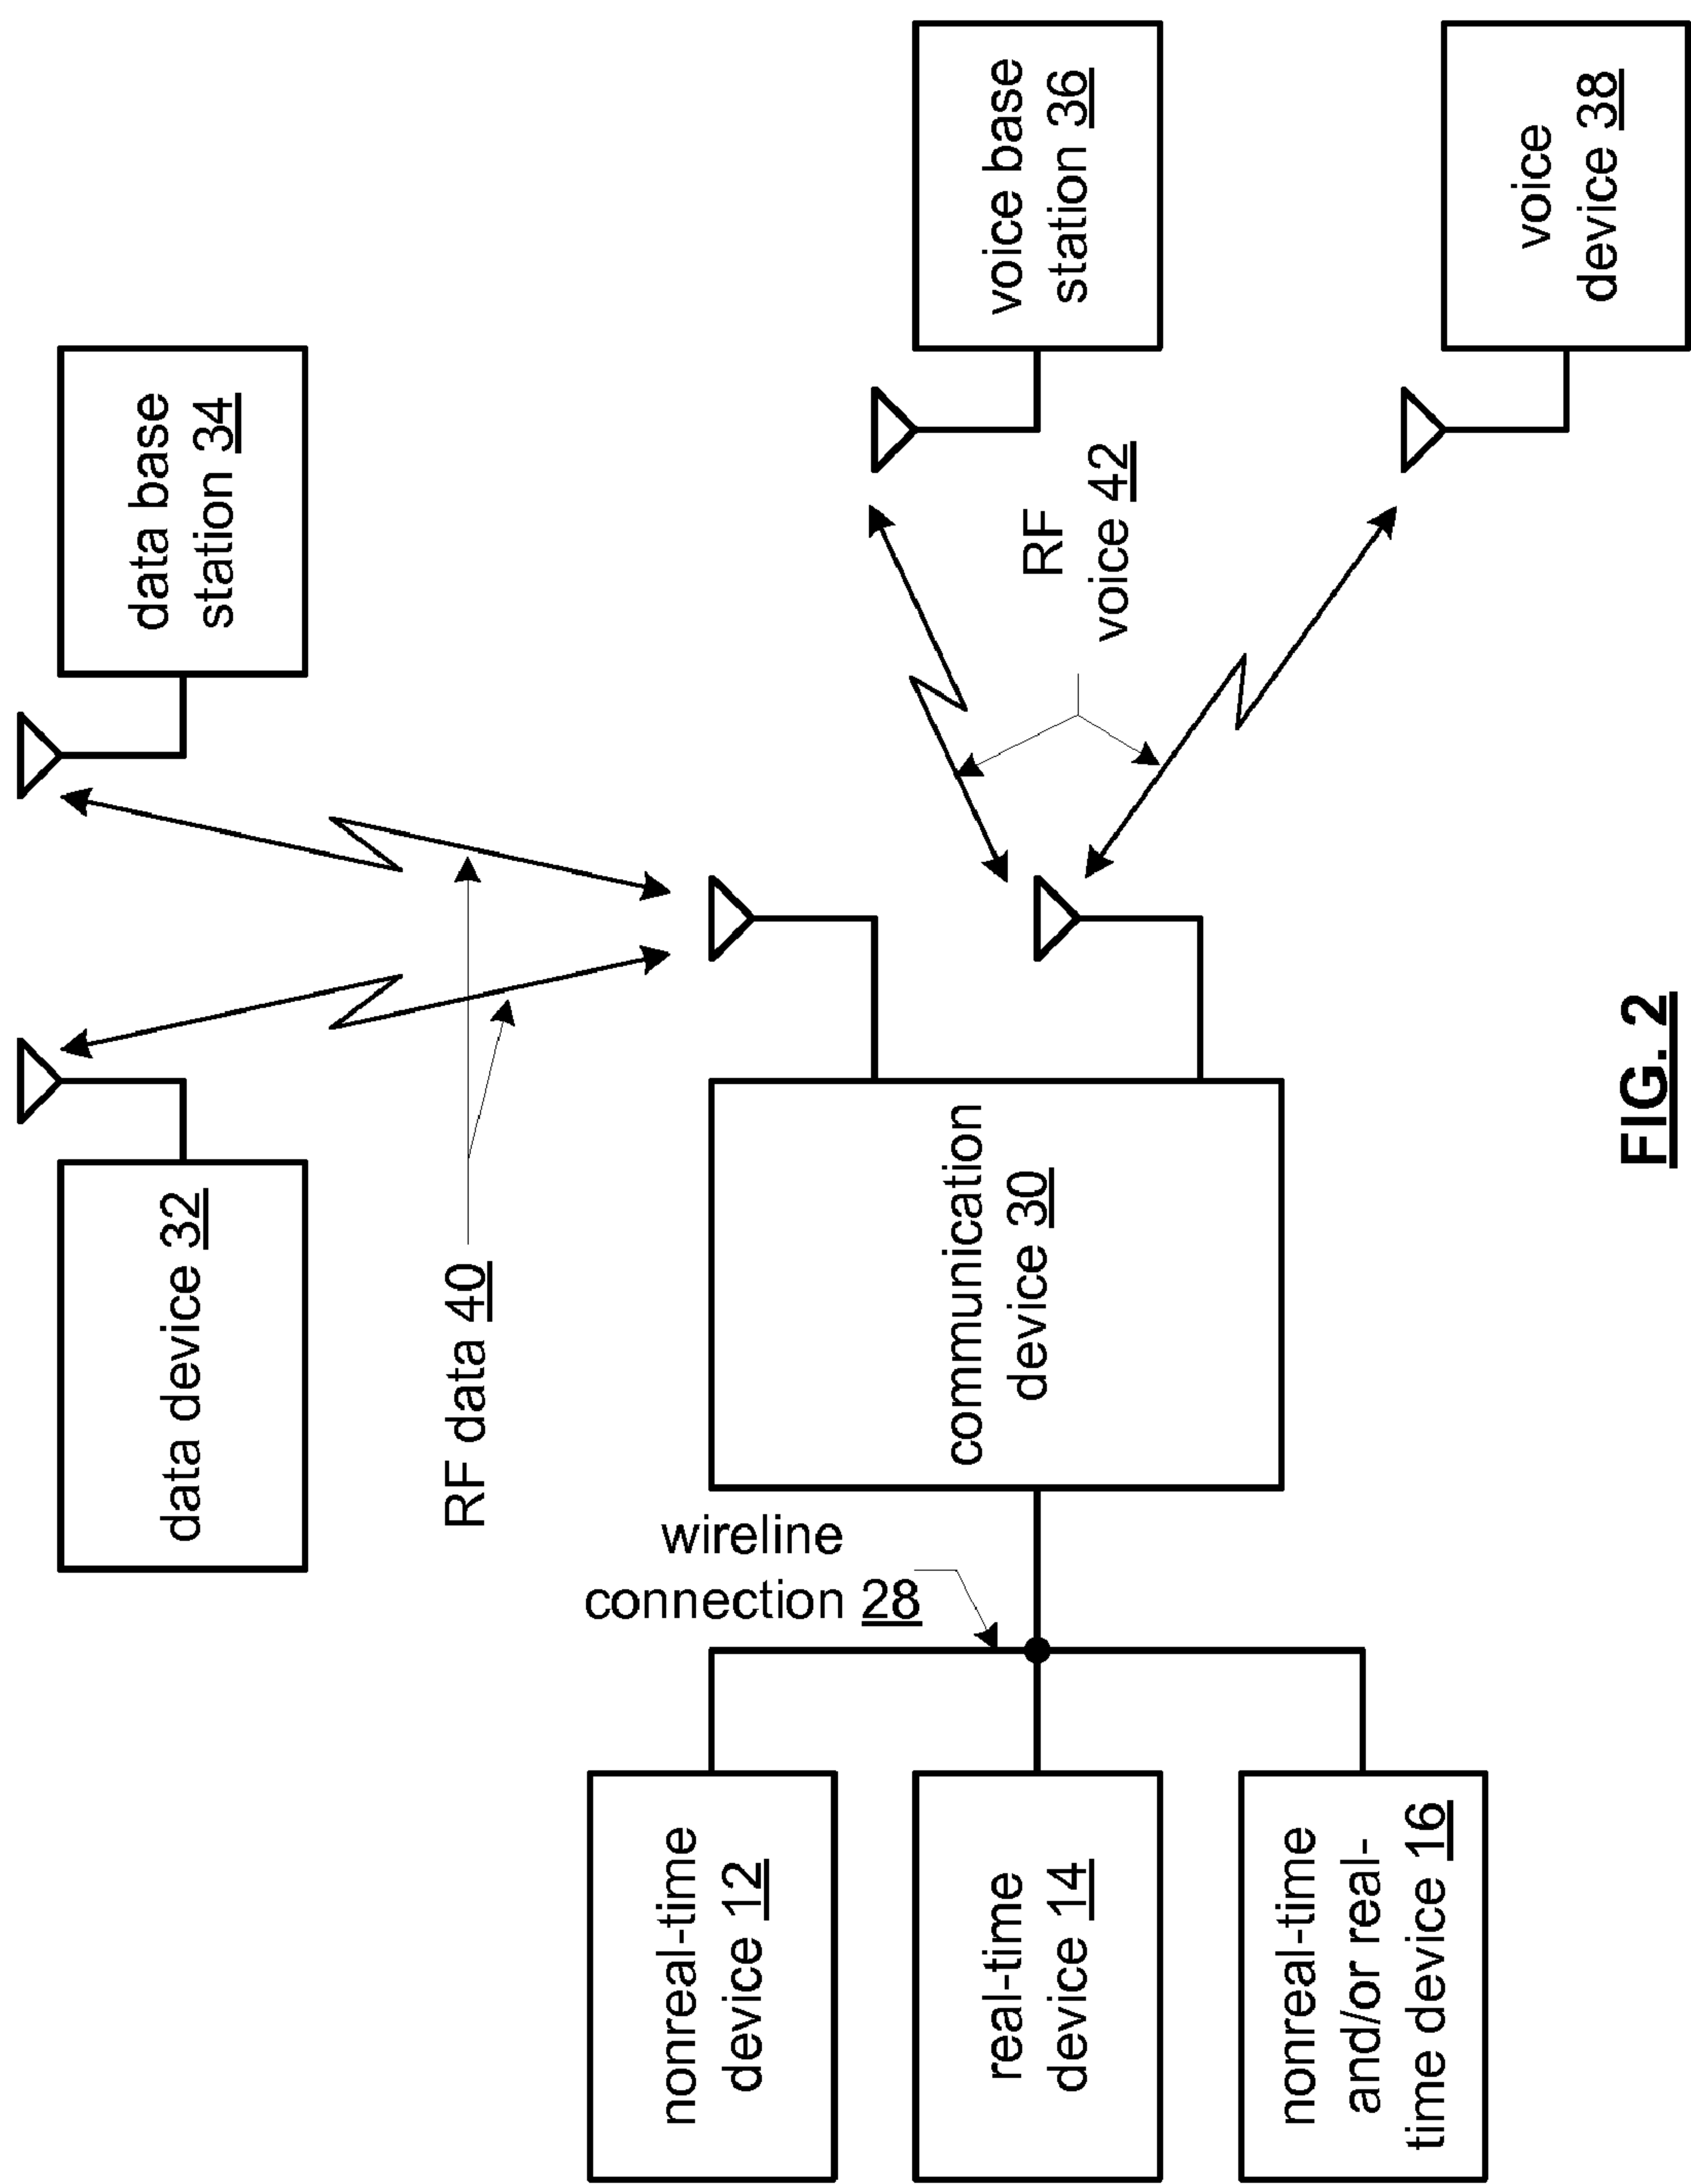 data device 32
data base
station 34
RF data 40
wireline
connection 28
nonreal-time
device 12
communication
device 30
voice base
station 36
RF
voice 42
real-time
device 14
nonreal-time
and/or real-
time device 16
voice
device 38
FIG. 2